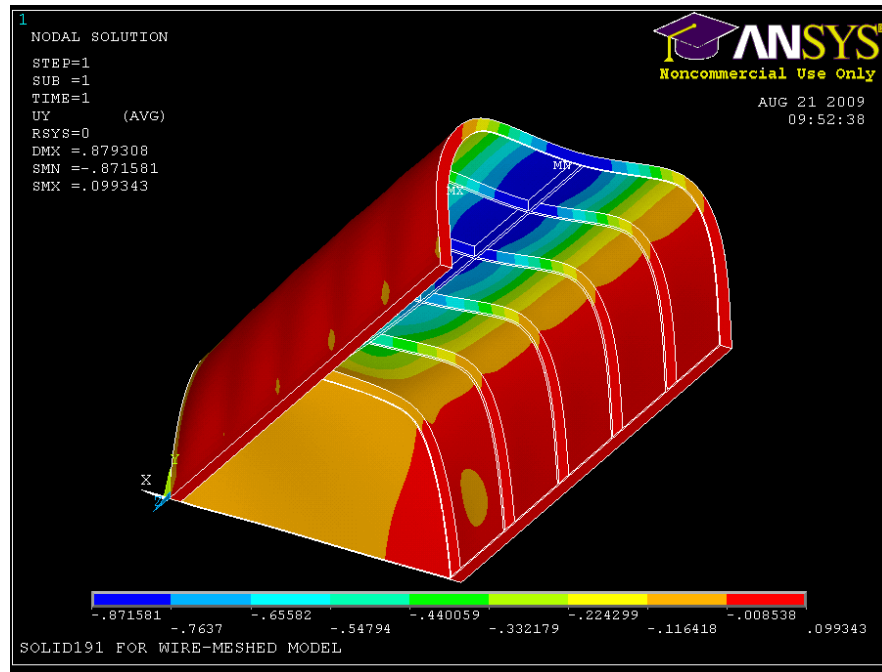 1
NODAL SOLUTION
STEP=1
SUB =1
TIME=1
UY (AVG)
RSYS=0
DMX =.879308
SMN =-.871581
SMX =.099343
ANSYS
Noncommercial Use Only
AUG 21 2009
09:52:38
MN
MX
Y
X
Z
-.871581
-.7637
-.65582
-.54794
-.440059
-.332179
-.224299
-.116418
-.008538
.099343
SOLID191 FOR WIRE-MESHED MODEL